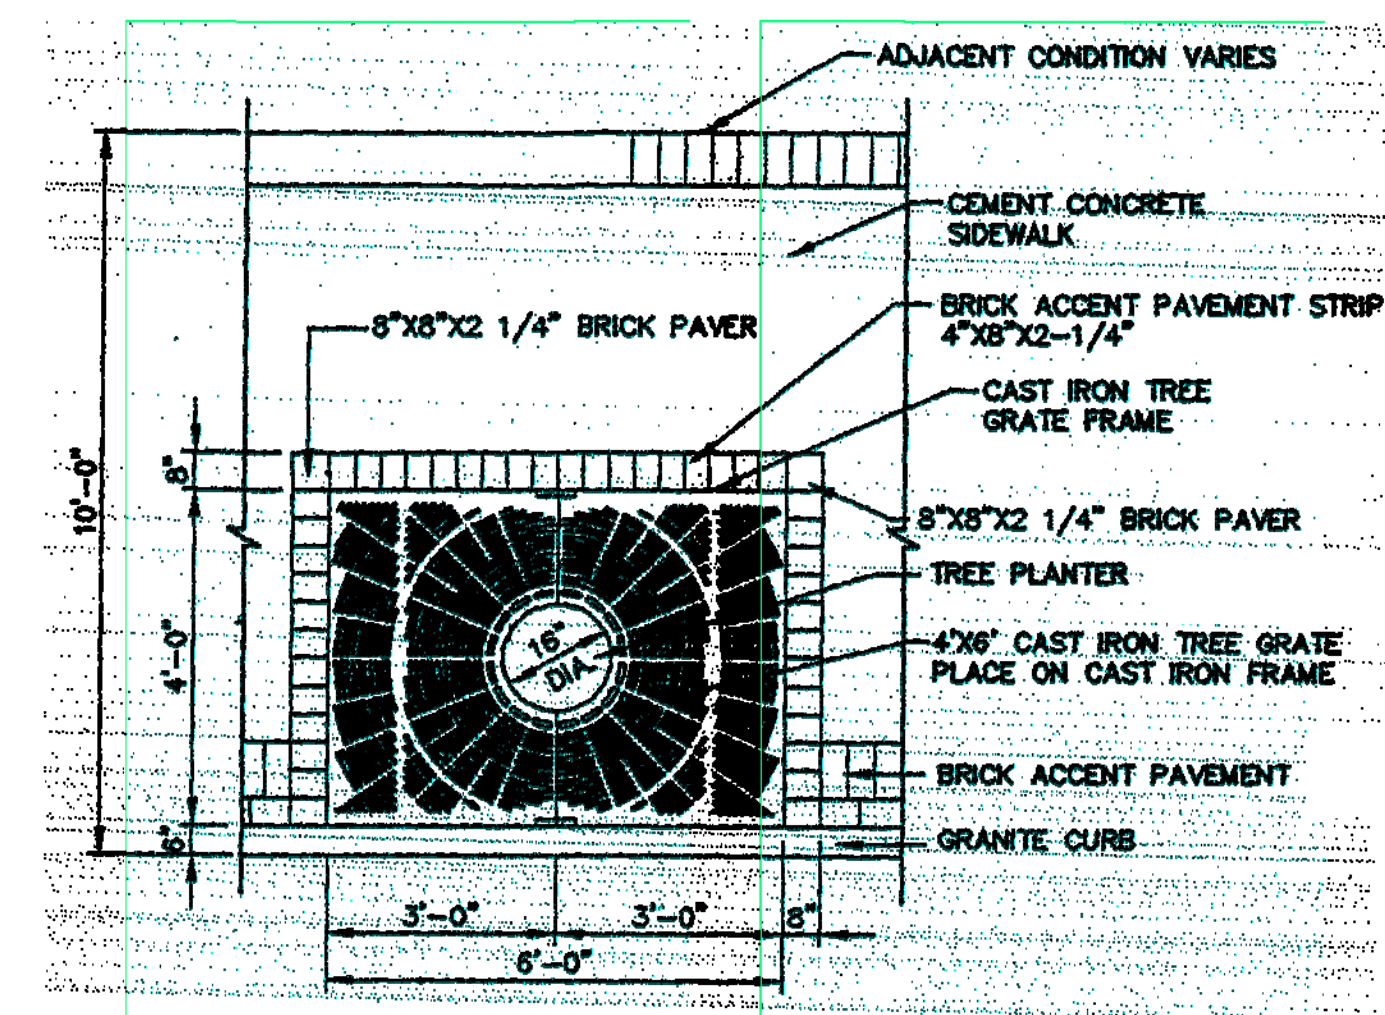 ADJACENT CONDITION VARIES
CEMENT CONCRETE
SIDEWALK
BRICK ACCENT PAVEMENT STRIP
4"X8"X2-1/4"
8"X8"X2 1/4" BRICK PAVER
CAST IRON TREE
GRATE FRAME
8"
10'-0"
8"X8"X2 1/4" BRICK PAVER
TREE PLANTER
4'X6' CAST IRON TREE GRATE
PLACE ON CAST IRON FRAME
16"
DIA.
4'-0"
BRICK ACCENT PAVEMENT
6"
GRANITE CURB
3'-0"
3'-0"
8"
6'-0"